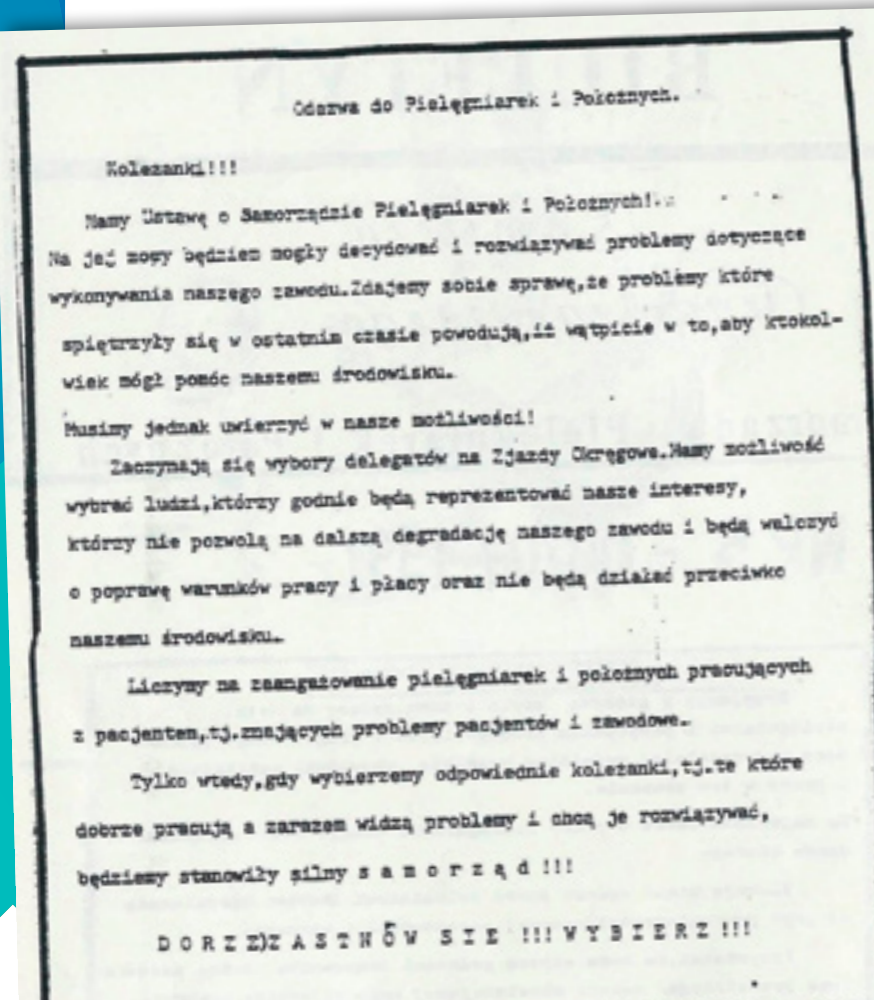 Odezwa do Pielęgniarek i Położnych.
Koleżanki!!!
Mamy Ustawę o Samorządzie Pielęgniarek i Położnych!
Na jej mocy będziem mogły decydować i rozwiązywać problemy dotyczące
wykonywania naszego zawodu.Zdajemy sobie sprawę,że problemy które
spiętrzyły się w ostatnim czasie powodują,iż wątpicie w to,aby ktokol-
wiek mógł pomóc naszemu środowisku.
Musimy jednak uwierzyć w nasze możliwości!
Zaczynają się wybory delegatów na Zjazdy Okręgowe.Mamy możliwość
wybrać ludzi,którzy godnie będą reprezentować nasze interesy,
którzy nie pozwolą na dalszą degradację naszego zawodu i będą walczyć
o poprawę warunków pracy i płacy oraz nie będą działać przeciwko
naszemu środowisku.
Liczymy na zaangażowanie pielęgniarek i położnych pracujących
z pacjentem,tj.znających problemy pacjentów i zawodowe.
Tylko wtedy,gdy wybierzemy odpowiednie koleżanki,tj.te które
dobrze pracują a zarazem widzą problemy i chcą je rozwiązywać,
będziemy stanowiły silny s a m o r z ą d !!!
S I E !!! W Y B I E R Z !!!